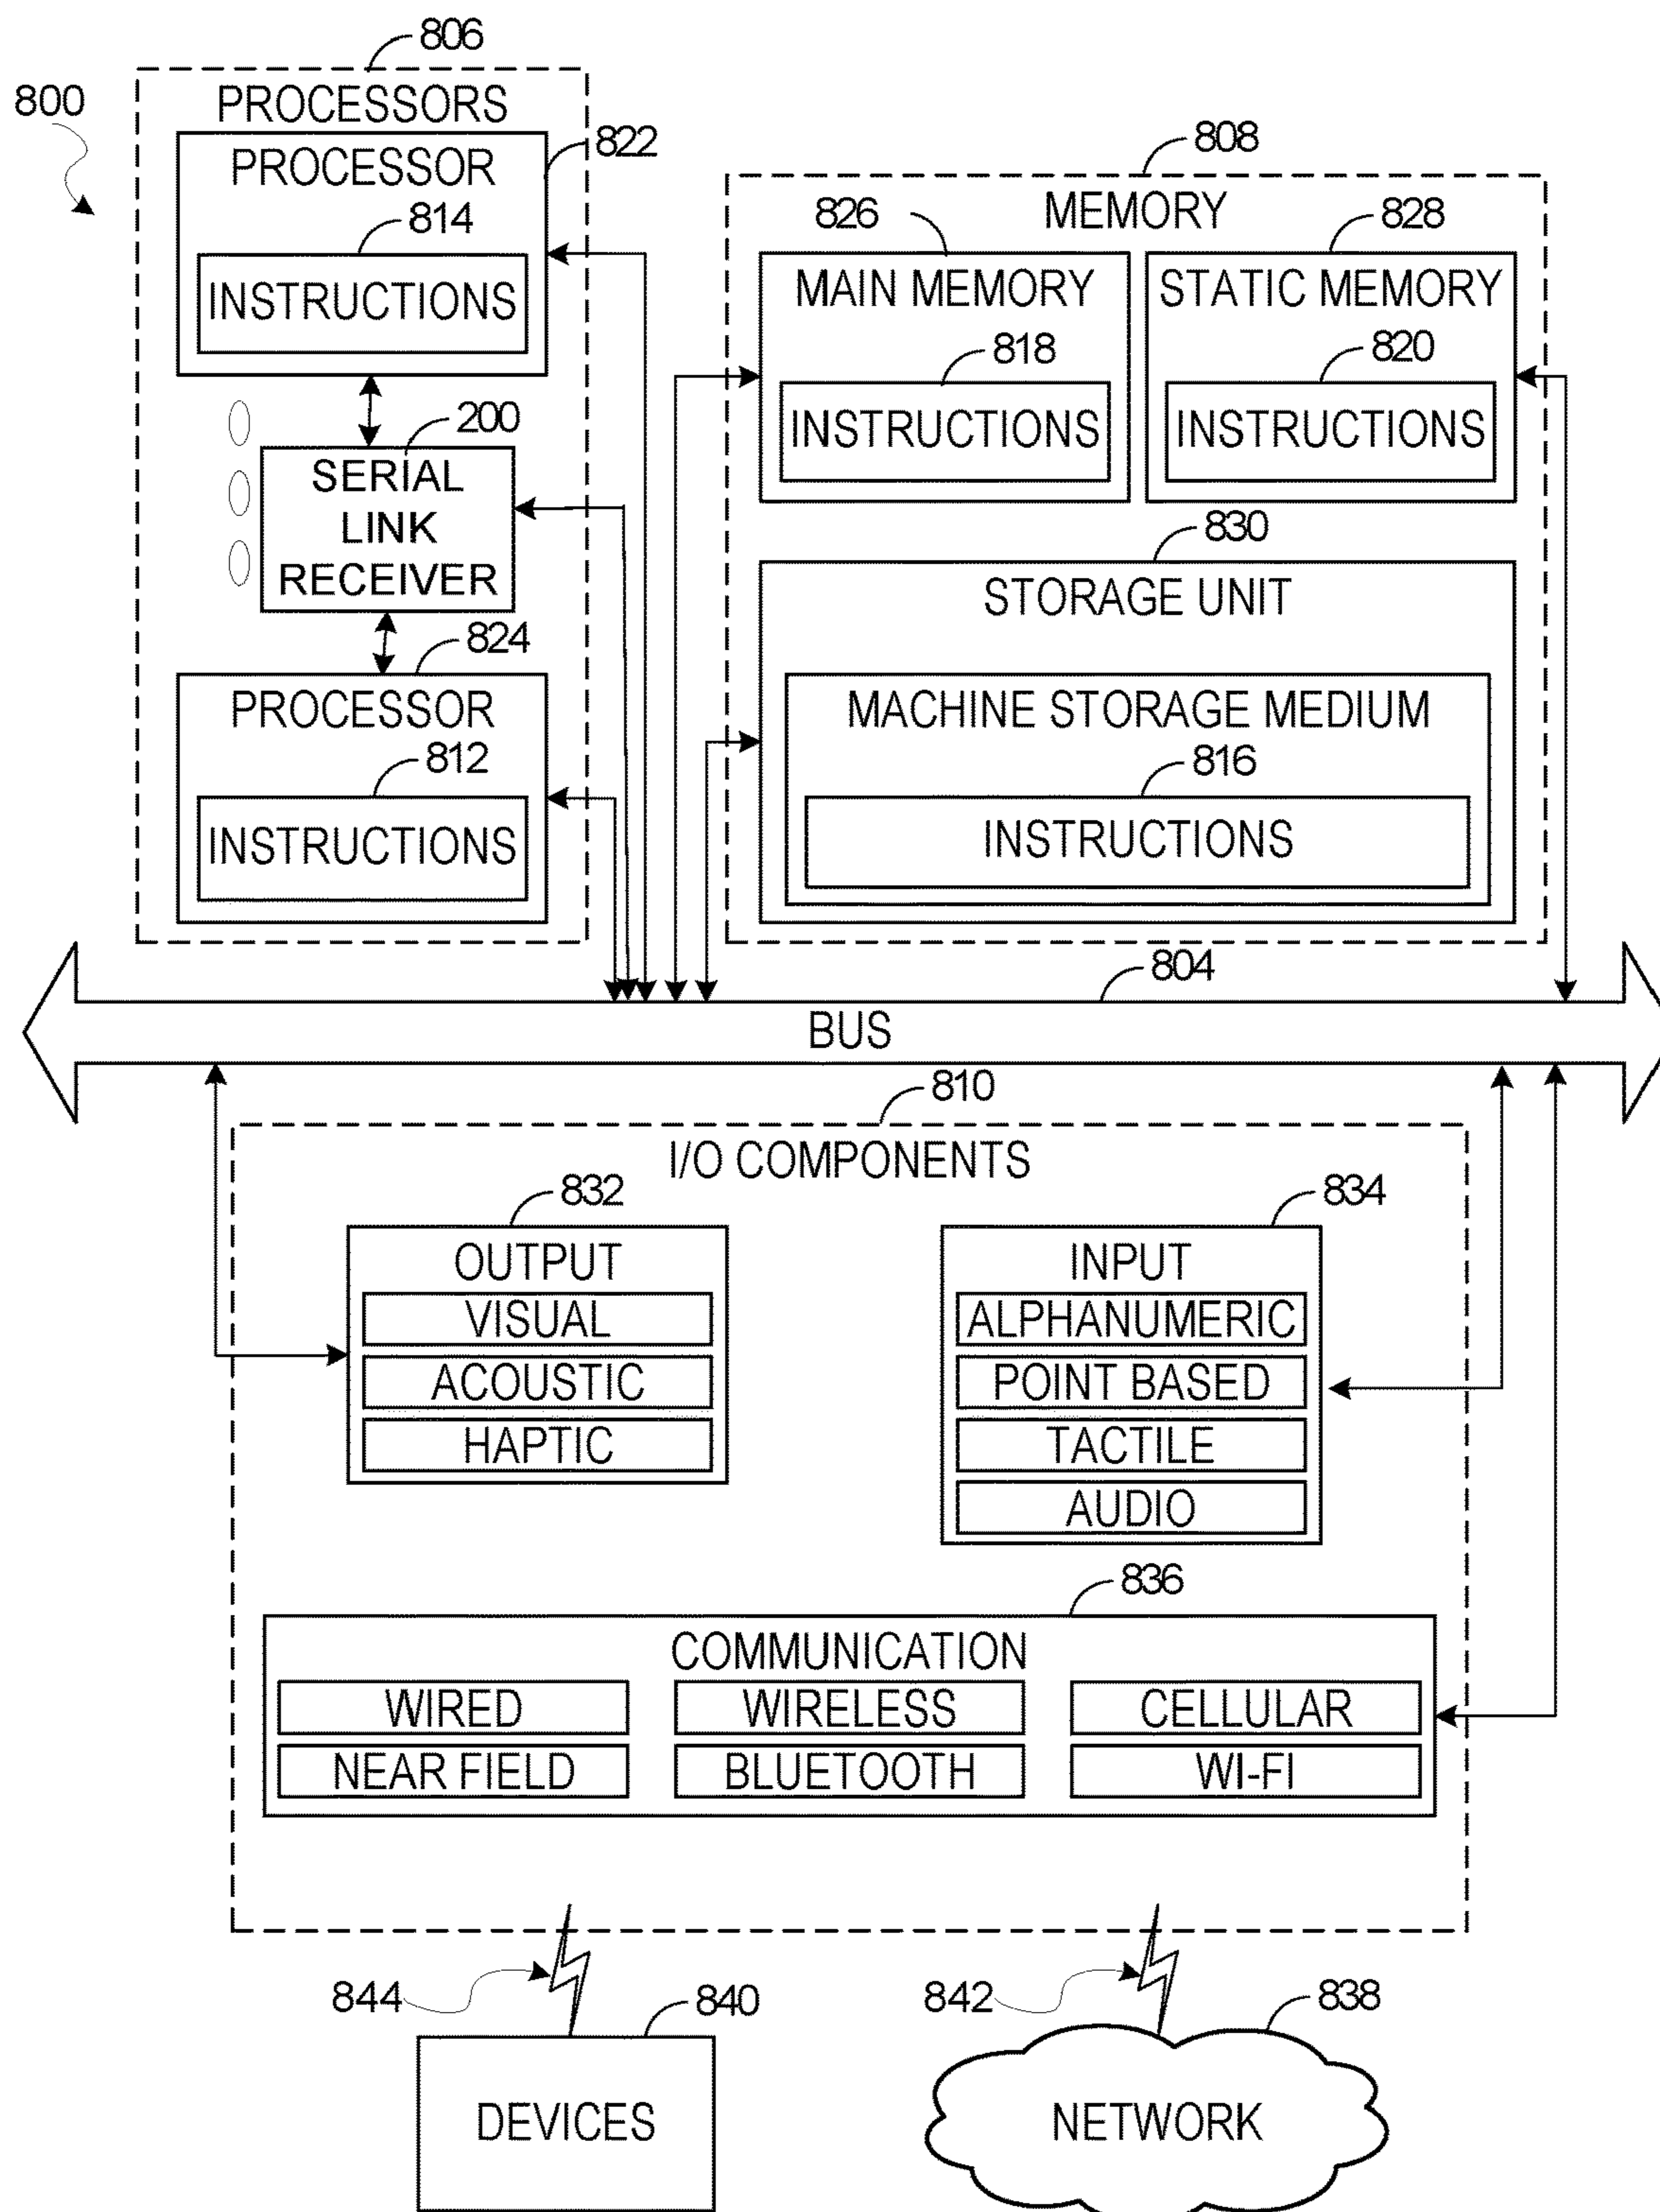 806
800
PROCESSORS
PROCESSOR
822
814
INSTRUCTIONS
200
SERIAL
LINK
RECEIVER
824
PROCESSOR
812
INSTRUCTIONS
808
MEMORY
826
MAIN MEMORY
818
INSTRUCTIONS
828
STATIC MEMORY
820
INSTRUCTIONS
830
STORAGE UNIT
MACHINE STORAGE MEDIUM
816
INSTRUCTIONS
804
BUS
810
I/O COMPONENTS
832
OUTPUT
VISUAL
ACOUSTIC
HAPTIC
834
INPUT
ALPHANUMERIC
POINT BASED
TACTILE
AUDIO
836
COMMUNICATION
WIRED
WIRELESS
CELLULAR
NEAR FIELD
BLUETOOTH
WI-FI
844
840
DEVICES
842
838
NETWORK